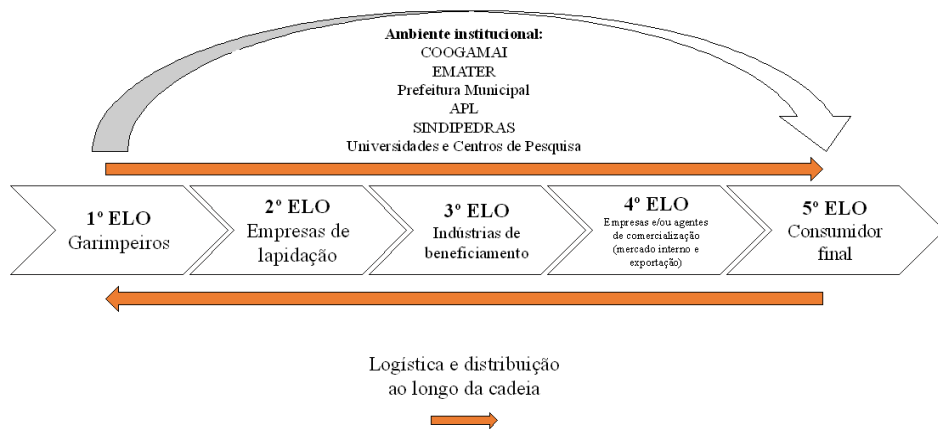 Ambiente institucional:
COOGAMAI
EMATER
Prefeitura Municipal
APL
SINDIPEDRAS
Universidades e Centros de Pesquisa
1º ELO
Garimpeiros
2º ELO
Empresas de
lapidação
3º ELO
Indústrias de
beneficiamento
4º ELO
Empresas e/ou agentes
de comercialização
(mercado interno e
exportação)
5º ELO
Consumidor
final
Logística e distribuição
ao longo da cadeia